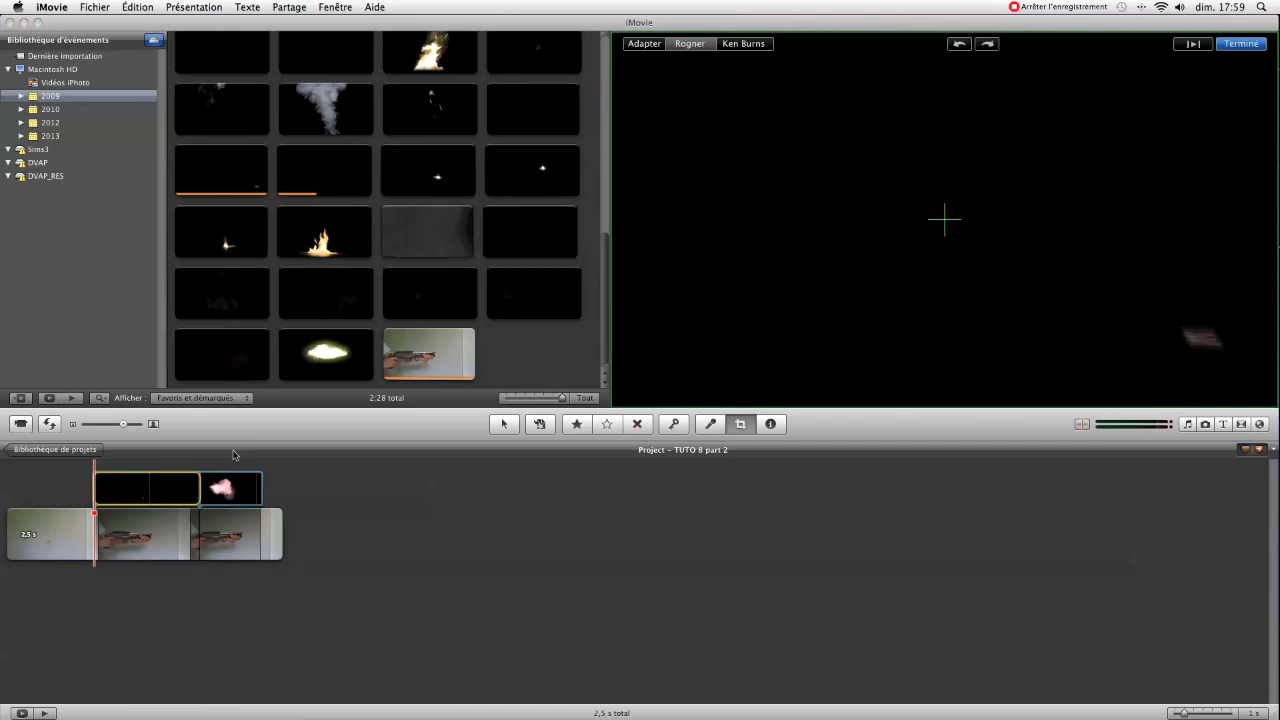 iMovie Fichier Édition Présentation Texte Partage Fenêtre Aide Arrêter l'enregistrement dim. 17:59
iMovie
Bibliothèque d'événements
Dernière importation
Macintosh HD
Vidéos iPhoto
2009
2010
2012
2013
Sims3
DVAP
DVAP_RES
Adapter Rogner Ken Burns Terminé
Afficher : Favoris et démarqués 2:28 total Tout
Bibliothèque de projets Project - TUTO 8 part 2
2,5 s
2,5 s total 1 s